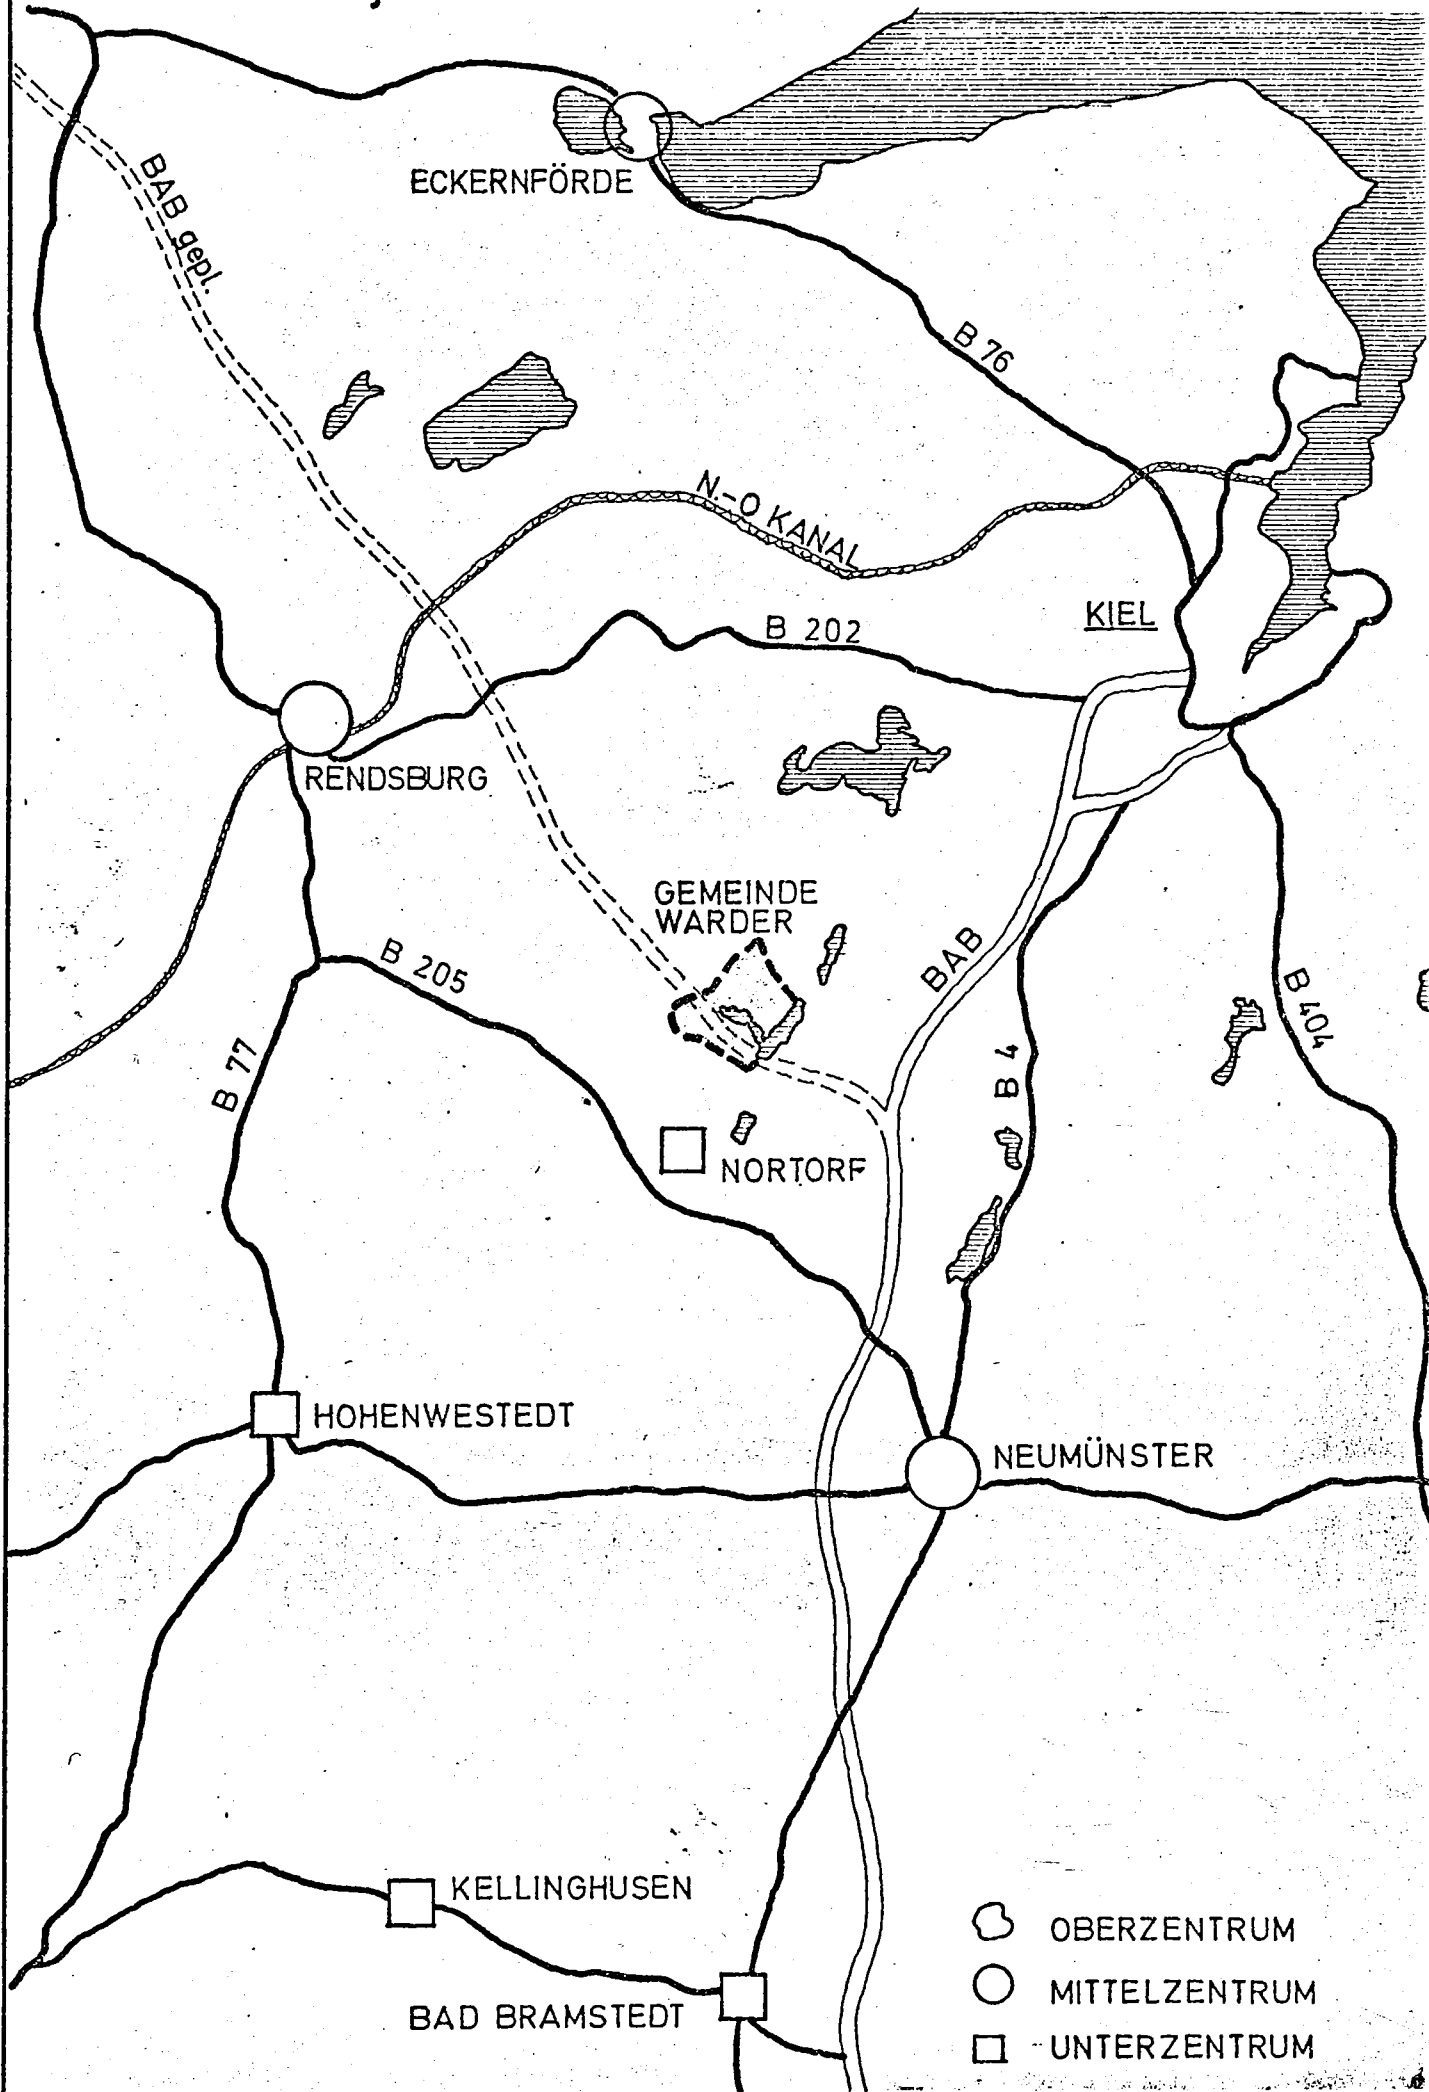 ECKERNFÖRDE
BAB gepl.
B 76
N.-O KANAL
KIEL
B 202
RENDSBURG
GEMEINDE
WARDER
B 205
BAB
B 404
B 77
B 4
NORTORF
HOHENWESTEDT
NEUMÜNSTER
KELLINGHUSEN
BAD BRAMSTEDT
OBERZENTRUM
MITTELZENTRUM
UNTERZENTRUM